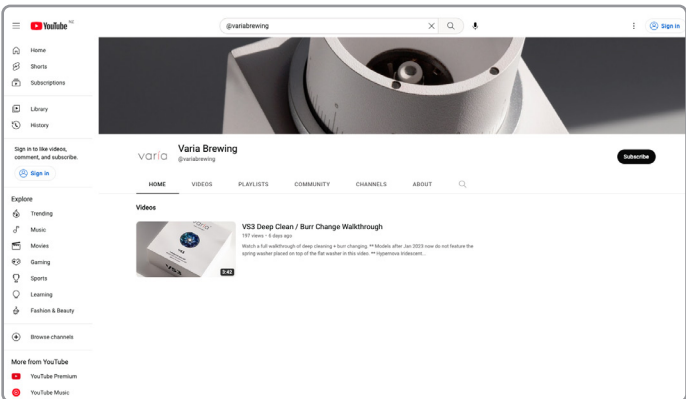 YouTube NZ
@variabrewing
Sign in
Home
Shorts
Subscriptions
Library
History
Sign in to like videos,
comment, and subscribe.
Sign in
Explore
Trending
Music
Movies
Gaming
Sports
Learning
Fashion & Beauty
Browse channels
More from YouTube
YouTube Premium
YouTube Music
varia
Varia Brewing
@variabrewing
Subscribe
HOME VIDEOS PLAYLISTS COMMUNITY CHANNELS ABOUT
Videos
varia
VS3
3:42
VS3 Deep Clean / Burr Change Walkthrough
197 views • 6 days ago
Watch a full walkthrough of deep cleaning + burr changing. ** Models after Jan 2023 now do not feature the
spring washer placed on top of the flat washer in this video. ** Hypernova Iridescent...